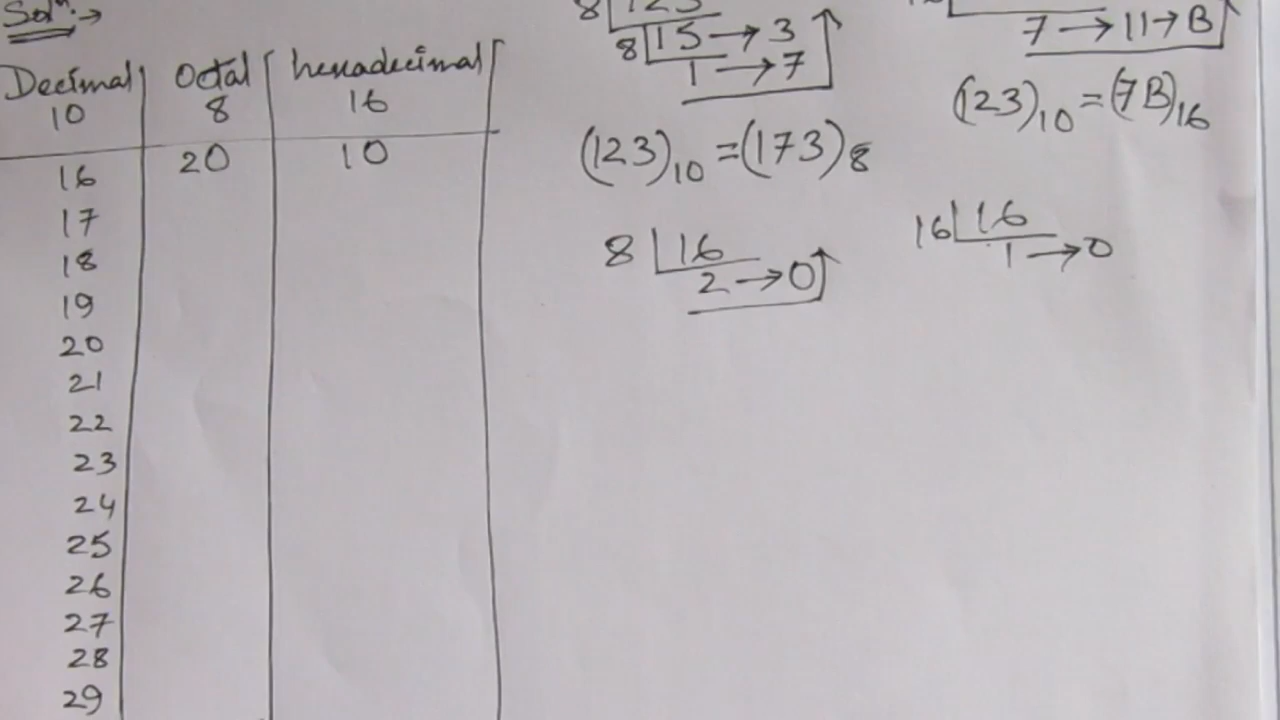 Solⁿ:→
Decimal Octal hexadecimal
10 8 16
16 20 10
17
18
19
20
21
22
23
24
25
26
27
28
29
8 123
8 15 → 3
1 → 7
(123)10 = (173)8
8 16
2 → 0
7 → 11 → B
(123)10 = (7B)16
16 16
1 → 0